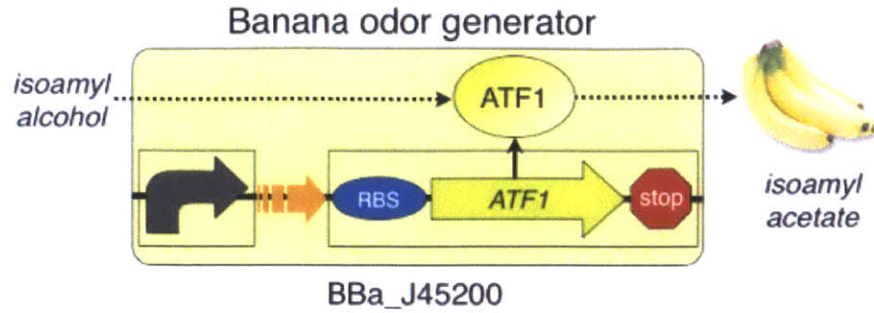 Banana odor generator
isoamyl
alcohol
ATF1
RBS
ATF1
stop
isoamyl
acetate
BBa_J45200